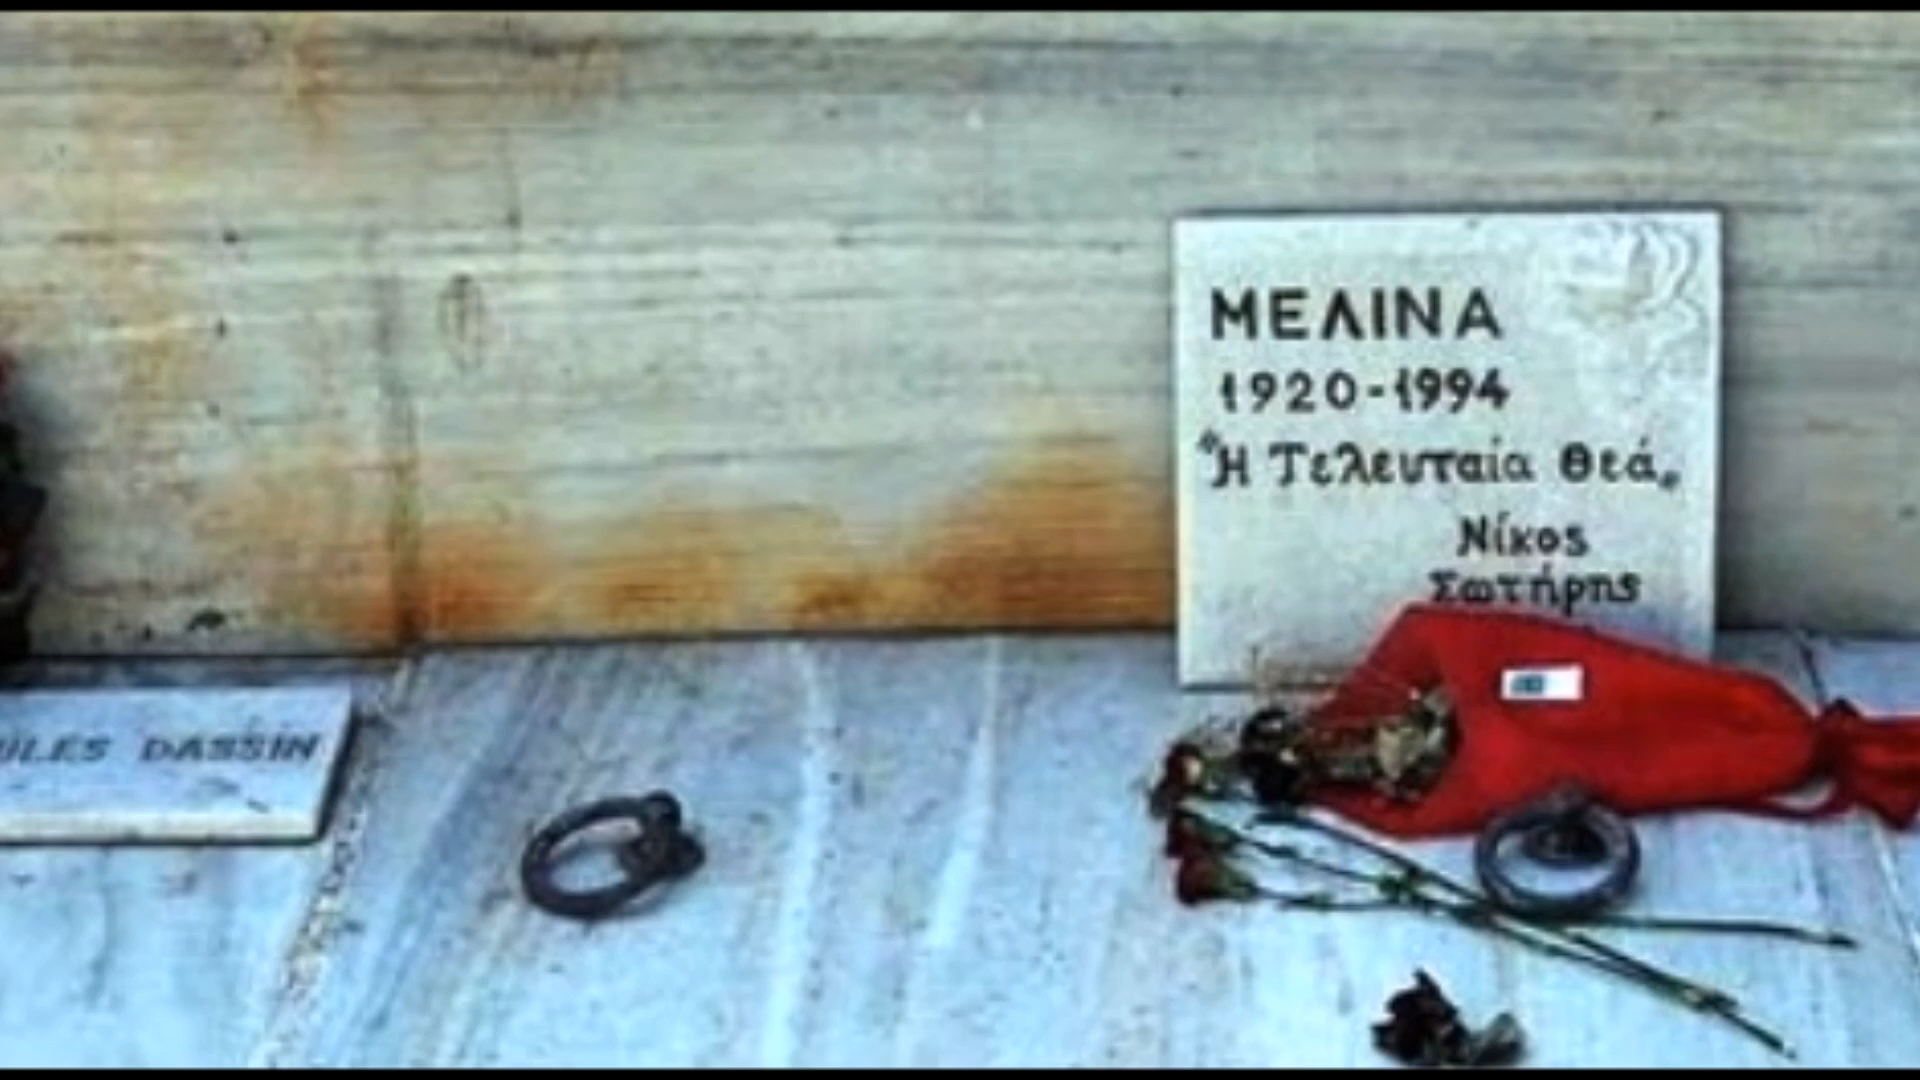 ΜΕΛΙΝΑ
1920-1994
"Η Τελευταία Θεά„
Νίκος
Σωτήρης
ULES DASSIN